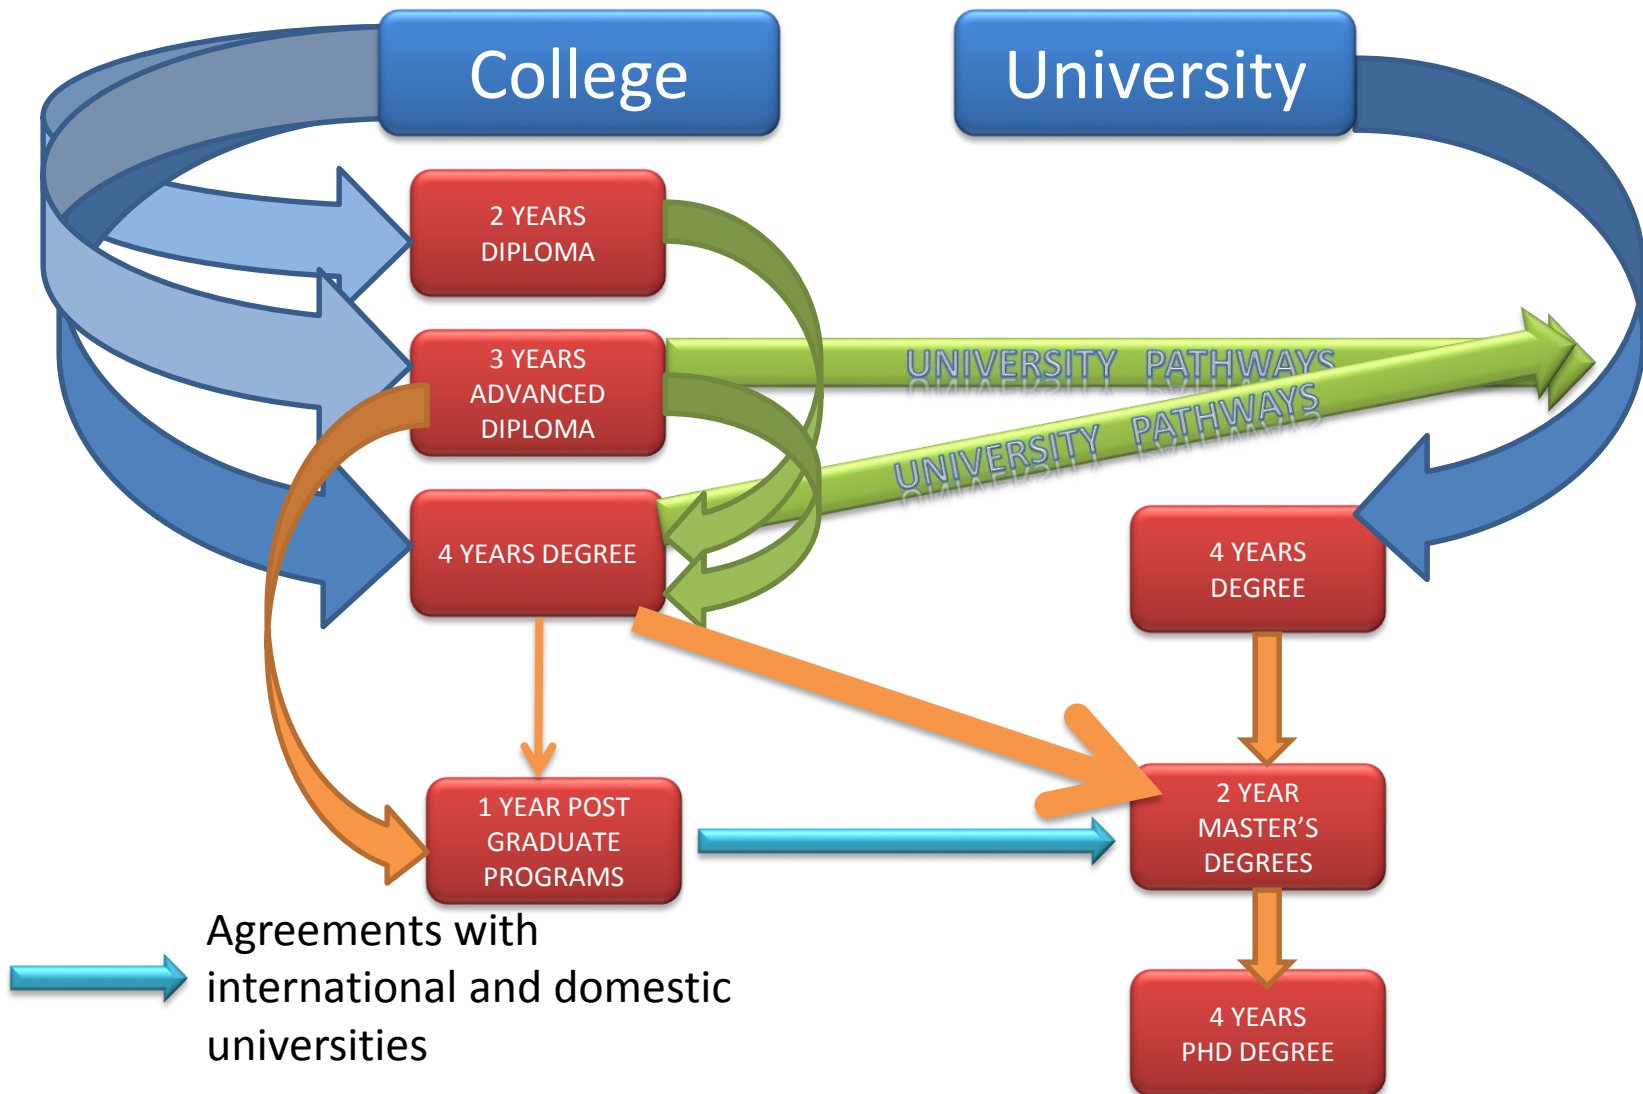 College
University
2 YEARS
DIPLOMA
3 YEARS
ADVANCED
DIPLOMA
UNIVERSITY PATHWAYS
UNIVERSITY PATHWAYS
4 YEARS DEGREE
4 YEARS
DEGREE
1 YEAR POST
GRADUATE
PROGRAMS
2 YEAR
MASTER’S
DEGREES
Agreements with
international and domestic
universities
4 YEARS
PHD DEGREE